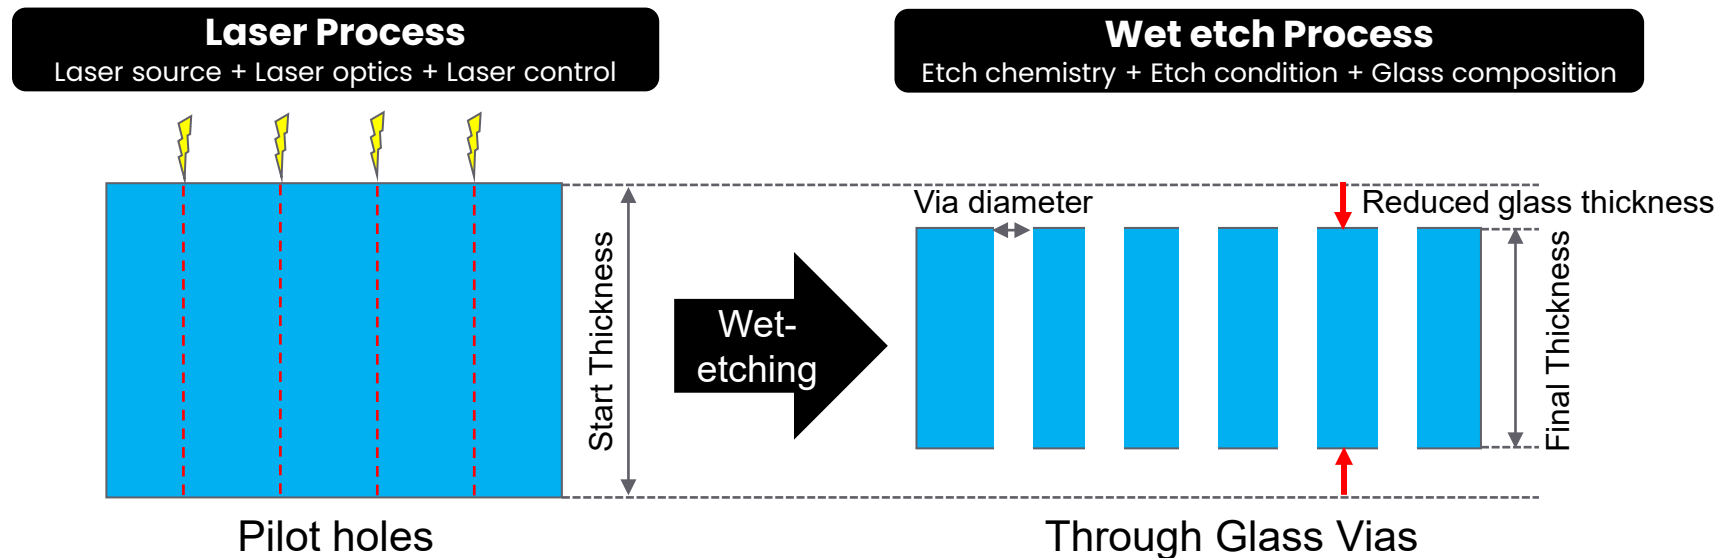 Laser Process
Laser source + Laser optics + Laser control
Wet etch Process
Etch chemistry + Etch condition + Glass composition
Start Thickness
Wet-
etching
Via diameter
Reduced glass thickness
Final Thickness
Pilot holes
Through Glass Vias